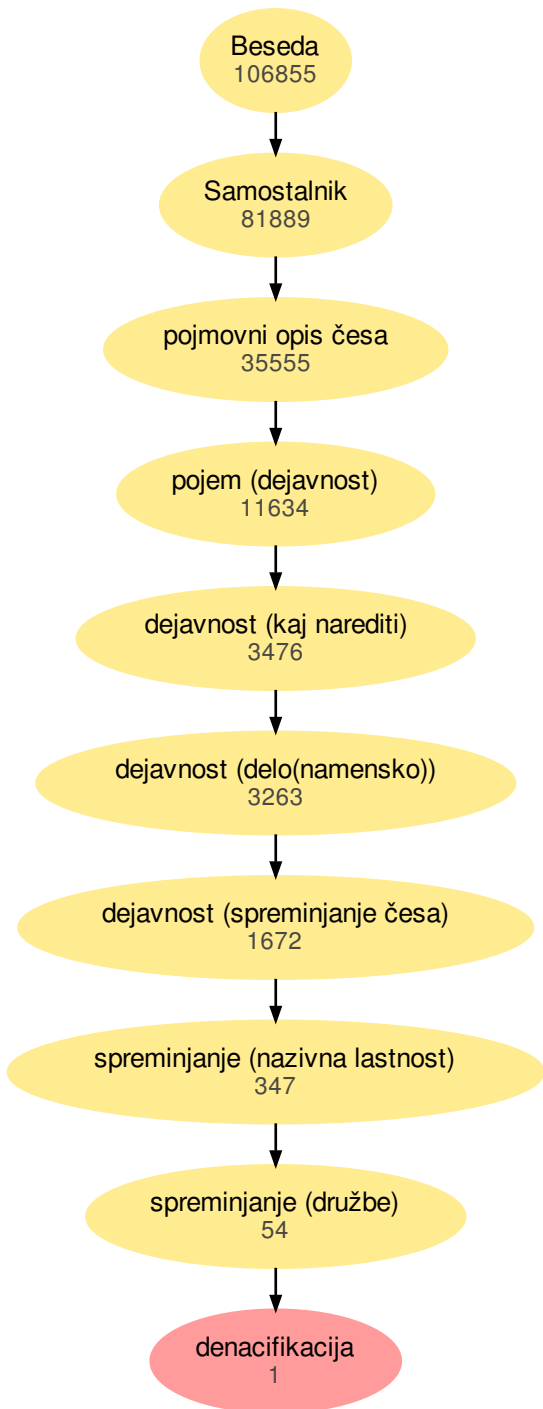 Beseda
106855
Samostalnik
81889
pojmovni opis česa
35555
pojem (dejavnost)
11634
dejavnost (kaj narediti)
3476
dejavnost (delo(namensko))
3263
dejavnost (spreminjanje česa)
1672
spreminjanje (nazivna lastnost)
347
spreminjanje (družbe)
54
denacifikacija
1